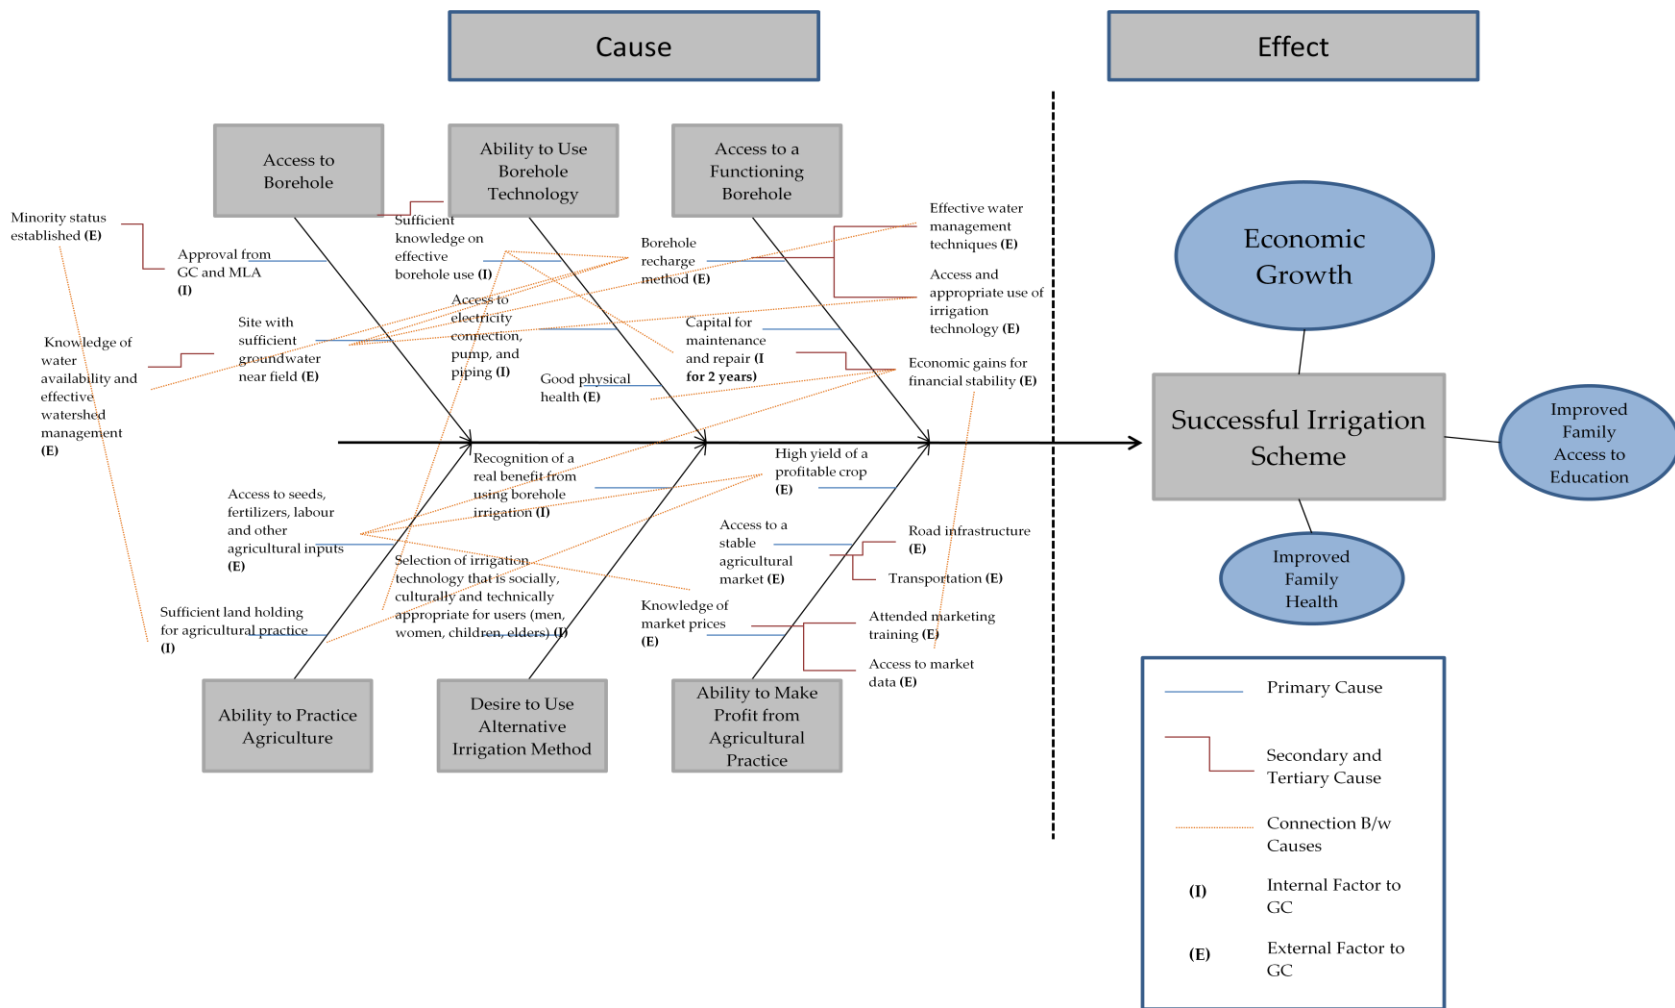 Cause
Effect
Access to
Borehole
Ability to Use
Borehole
Technology
Access to a
Functioning
Borehole
Minority status
established (E)
Approval from
GC and MLA
(I)
Sufficient
knowledge on
effective
borehole use (I)
Borehole
recharge
method (E)
Effective water
management
techniques (E)
Access and
appropriate use of
irrigation
technology (E)
Knowledge of
water
availability and
effective
watershed
management
(E)
Site with
sufficient
groundwater
near field (E)
Access to
electricity
connection,
pump, and
piping (I)
Good physical
health (E)
Capital for
maintenance
and repair (I
for 2 years)
Economic gains for
financial stability (E)
Access to seeds,
fertilizers, labour
and other
agricultural inputs
(E)
Sufficient land holding
for agricultural practice
(I)
Recognition of a
real benefit from
using borehole
irrigation (I)
Selection of irrigation
technology that is socially,
culturally and technically
appropriate for users (men,
women, children, elders) (I)
High yield of a
profitable crop
(E)
Access to a
stable
agricultural
market (E)
Road infrastructure
(E)
Transportation (E)
Knowledge of
market prices
(E)
Attended marketing
training (E)
Access to market
data (E)
Ability to Practice
Agriculture
Desire to Use
Alternative
Irrigation Method
Ability to Make
Profit from
Agricultural
Practice
Economic
Growth
Successful Irrigation
Scheme
Improved
Family
Access to
Education
Improved
Family
Health
Primary Cause
Secondary and
Tertiary Cause
Connection B/w
Causes
(I)
Internal Factor to
GC
(E)
External Factor to
GC